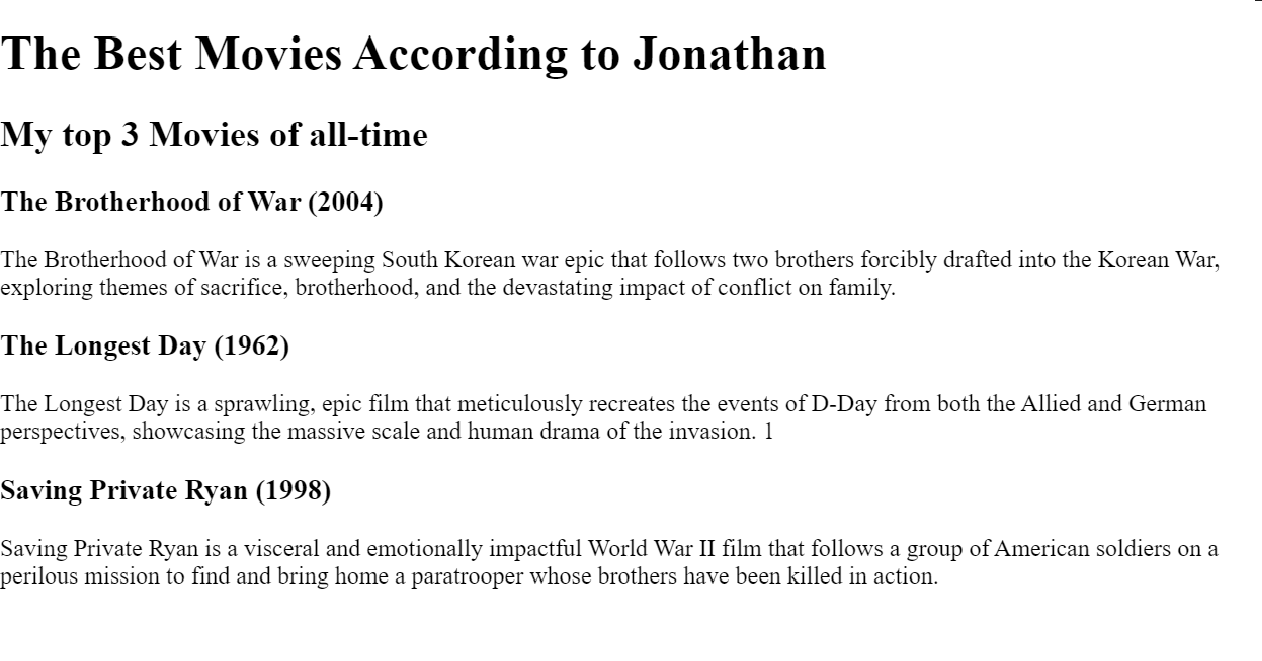 The Best Movies According to Jonathan
My top 3 Movies of all-time
The Brotherhood of War (2004)
The Brotherhood of War is a sweeping South Korean war epic that follows two brothers forcibly drafted into the Korean War,
exploring themes of sacrifice, brotherhood, and the devastating impact of conflict on family.
The Longest Day (1962)
The Longest Day is a sprawling, epic film that meticulously recreates the events of D-Day from both the Allied and German
perspectives, showcasing the massive scale and human drama of the invasion. 1
Saving Private Ryan (1998)
Saving Private Ryan is a visceral and emotionally impactful World War II film that follows a group of American soldiers on a
perilous mission to find and bring home a paratrooper whose brothers have been killed in action.